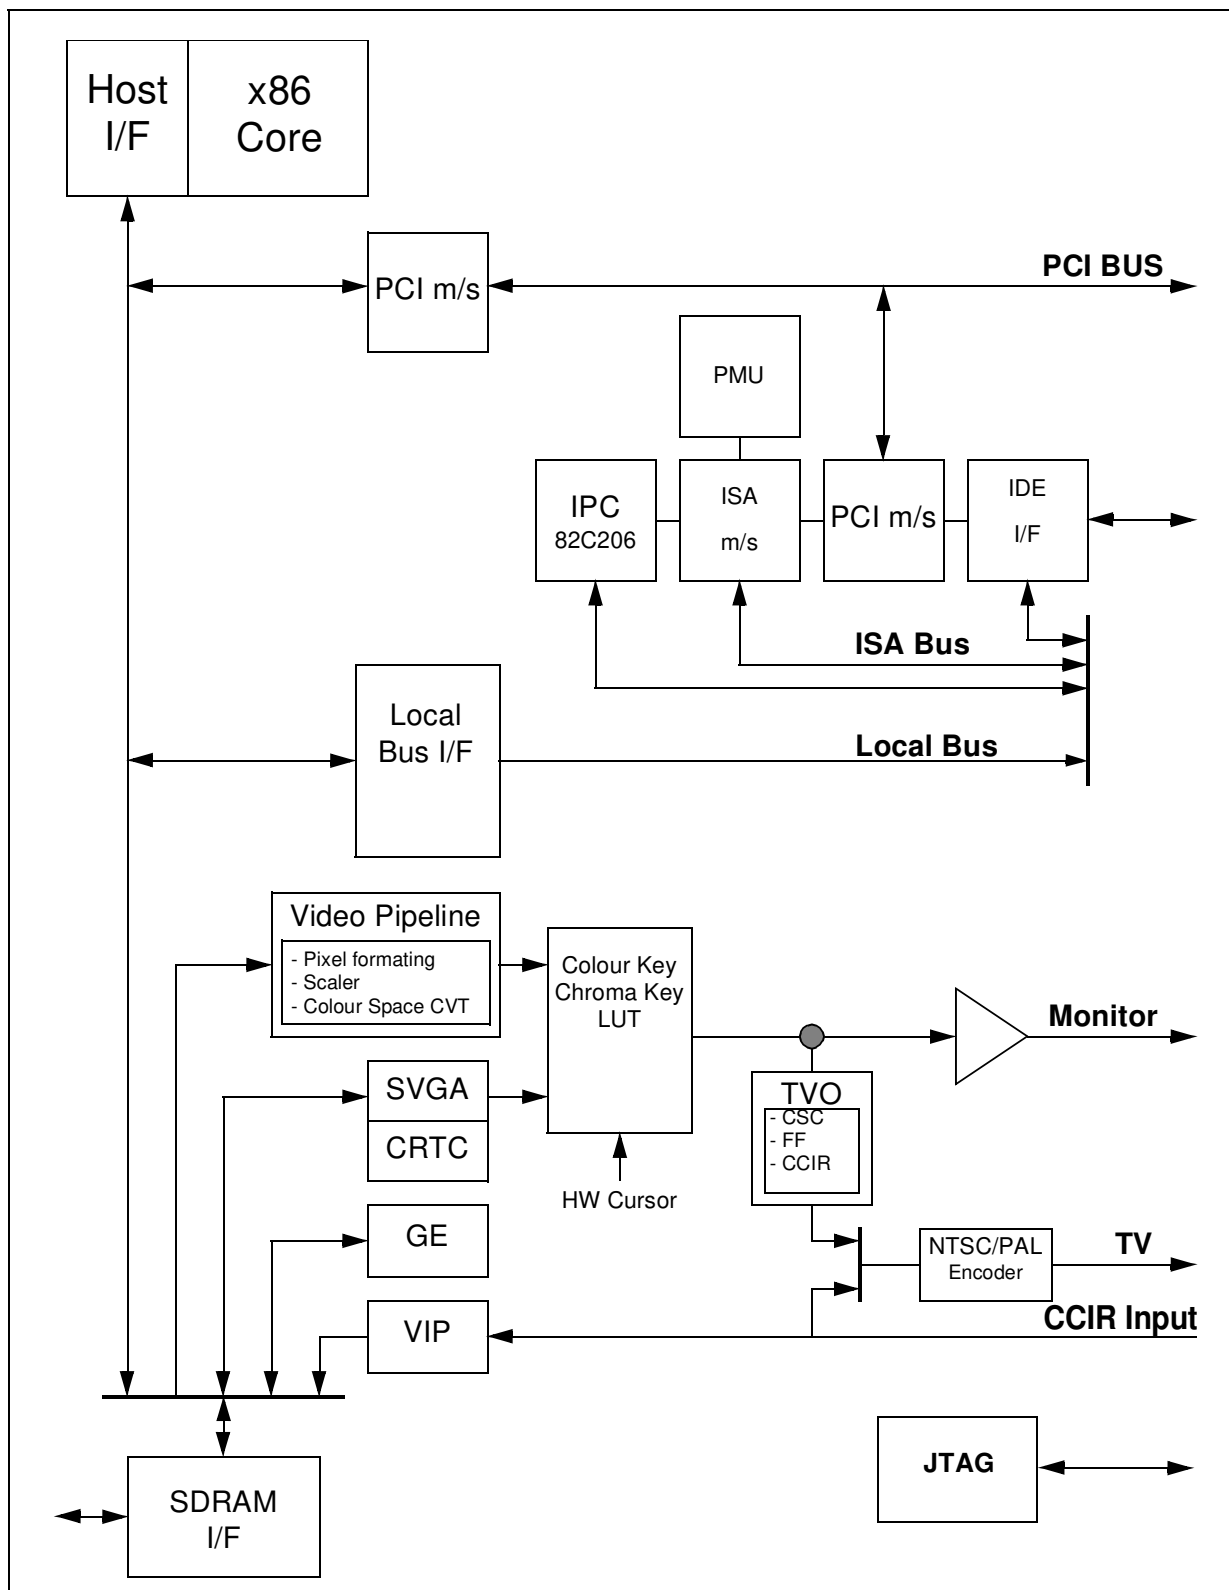 Host
I/F
x86
Core
PCI m/s
PCI BUS
PMU
IPC
82C206
ISA
m/s
PCI m/s
IDE
I/F
ISA Bus
Local
Bus I/F
Local Bus
Video Pipeline
- Pixel formating
- Scaler
- Colour Space CVT
Colour Key
Chroma Key
LUT
Monitor
SVGA
CRTC
TVO
- CSC
- FF
- CCIR
HW Cursor
GE
NTSC/PAL
Encoder
TV
VIP
CCIR Input
JTAG
SDRAM
I/F